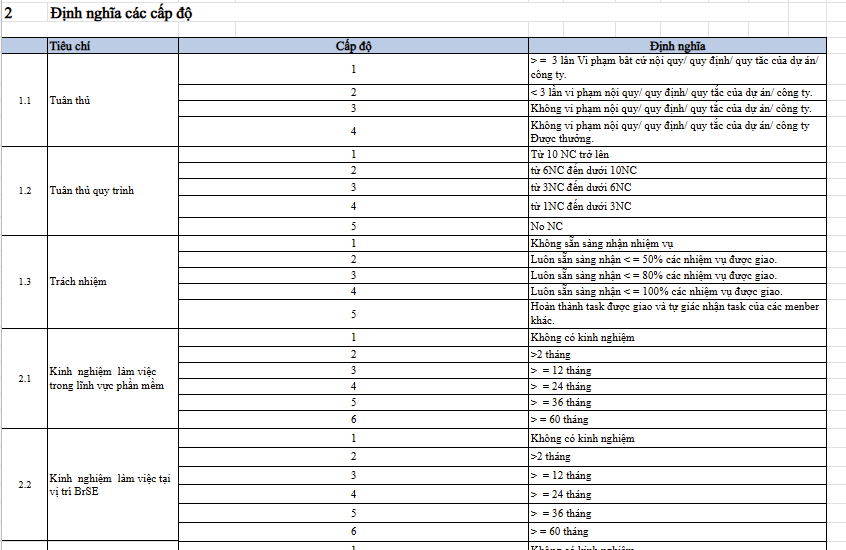 2 Định nghĩa các cấp độ
Tiêu chí Cấp độ Định nghĩa
1.1 Tuân thủ
1 > = 3 lần Vi phạm bất cứ nội quy/ quy định/ quy tắc của dự án/
công ty.
2 < 3 lần vi phạm nội quy/ quy định/ quy tắc của dự án/ công ty.
3 Không vi phạm nội quy/ quy định/ quy tắc của dự án/ công ty.
4 Không vi phạm nội quy/ quy định/ quy tắc của dự án/ công ty
Được thưởng.
1.2 Tuân thủ quy trình
1 Từ 10 NC trở lên
2 từ 6NC đến dưới 10NC
3 từ 3NC đến dưới 6NC
4 từ 1NC đến dưới 3NC
5 No NC
1.3 Trách nhiệm
1 Không sẵn sàng nhận nhiệm vụ
2 Luôn sẵn sàng nhận < = 50% các nhiệm vụ được giao.
3 Luôn sẵn sàng nhận < = 80% các nhiệm vụ được giao.
4 Luôn sẵn sàng nhận < = 100% các nhiệm vụ được giao.
5 Hoàn thành task được giao và tự giác nhận task của các menber
khác.
2.1 Kinh nghiệm làm việc
trong lĩnh vực phần mềm
1 Không có kinh nghiệm
2 >2 tháng
3 > = 12 tháng
4 > = 24 tháng
5 > = 36 tháng
6 > = 60 tháng
2.2 Kinh nghiệm làm việc tại
vị trí BrSE
1 Không có kinh nghiệm
2 >2 tháng
3 > = 12 tháng
4 > = 24 tháng
5 > = 36 tháng
6 > = 60 tháng
1 Không có kinh nghiệm